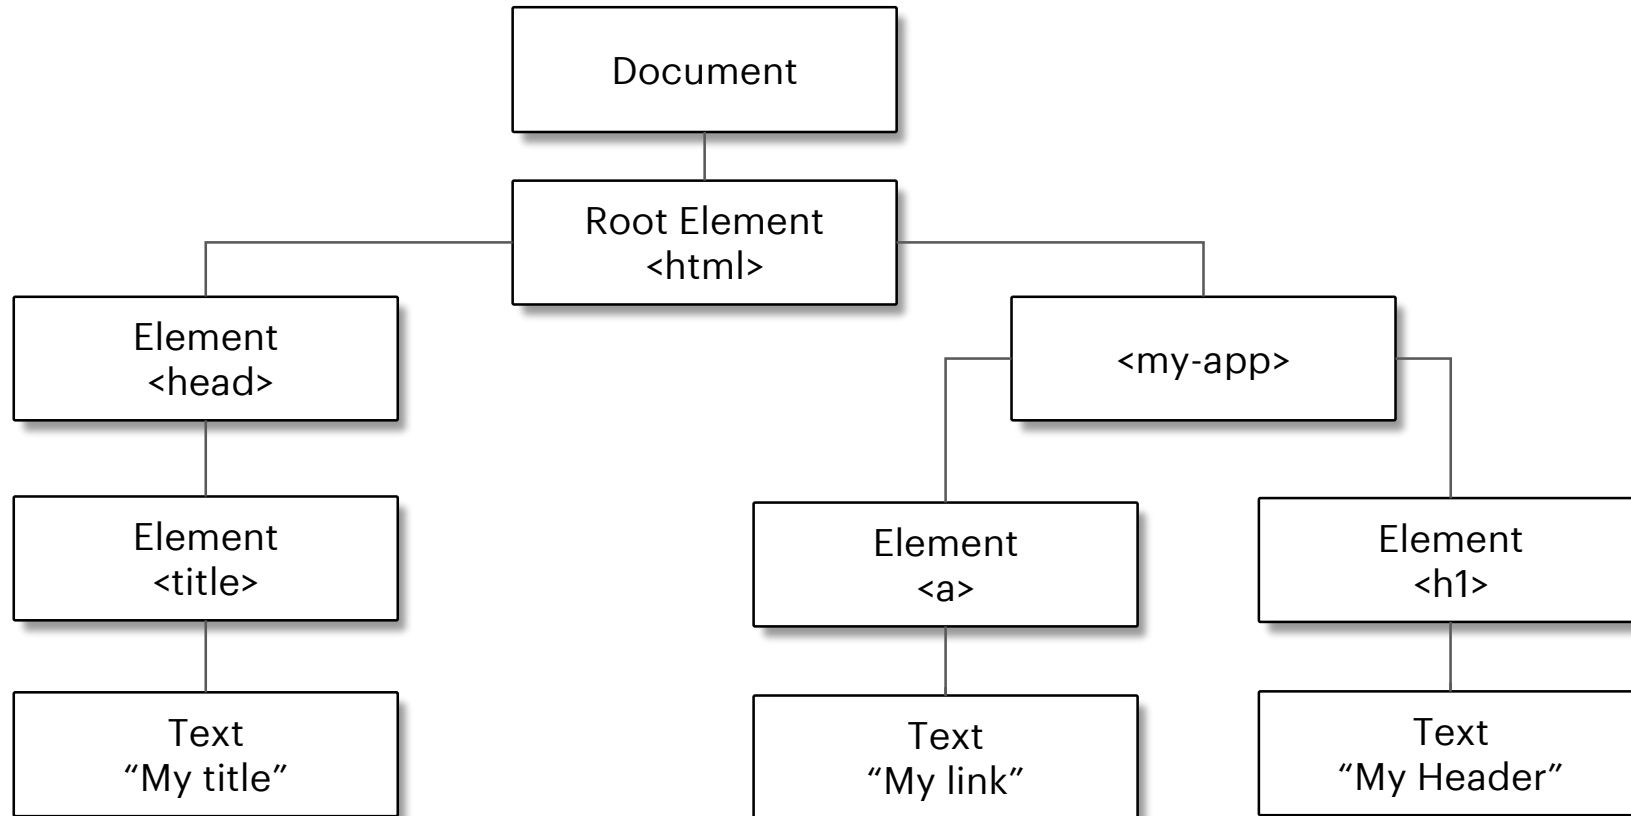 Document
Root Element
<html>
Element
<head>
<my-app>
Element
<title>
Element
<a>
Element
<h1>
Text
“My title”
Text
“My link”
Text
“My Header”